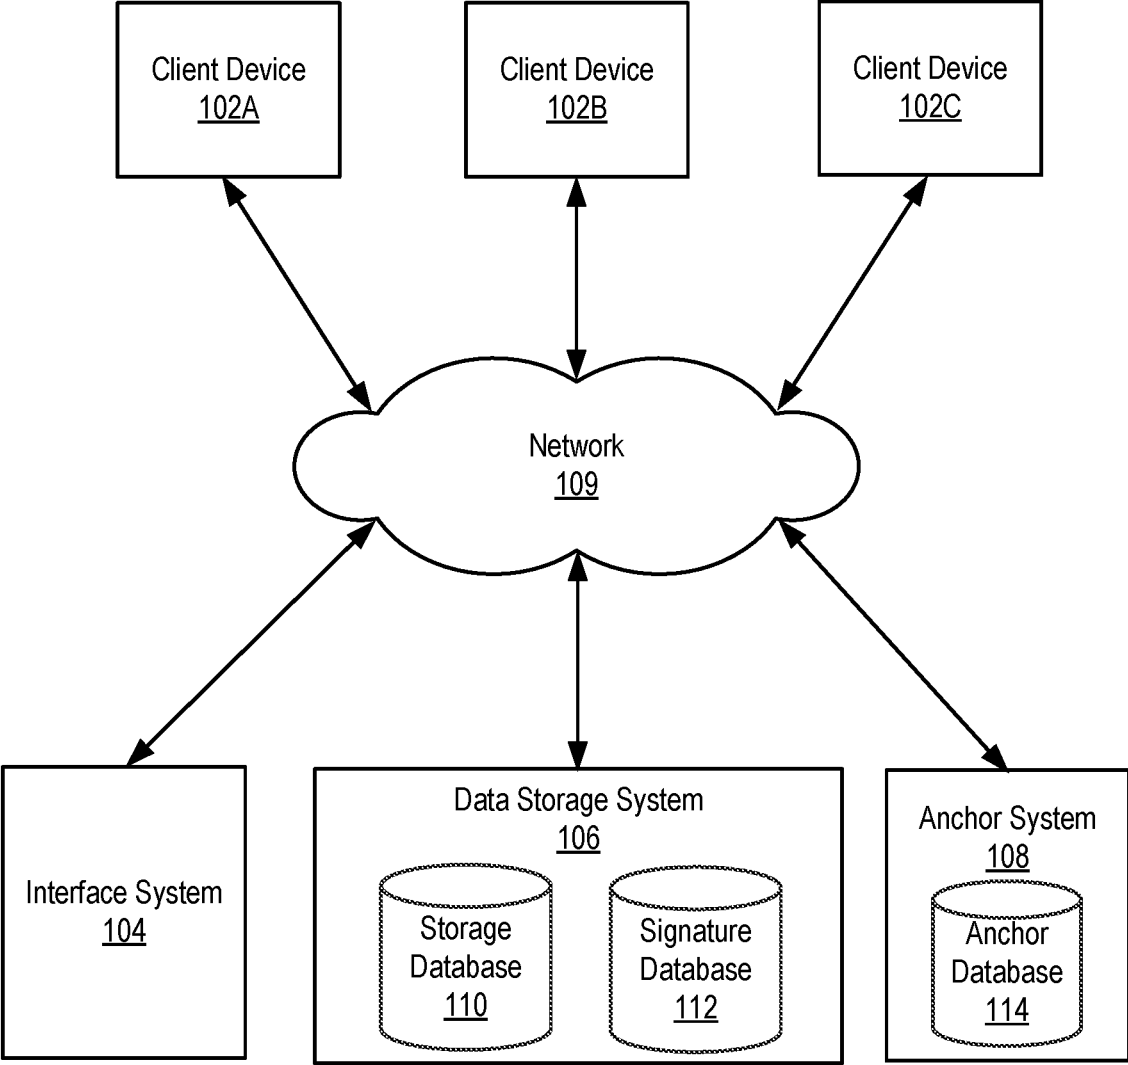 Client Device
102A
Client Device
102B
Client Device
102C
Network
109
Interface System
104
Data Storage System
106
Storage
Database
110
Signature
Database
112
Anchor System
108
Anchor
Database
114